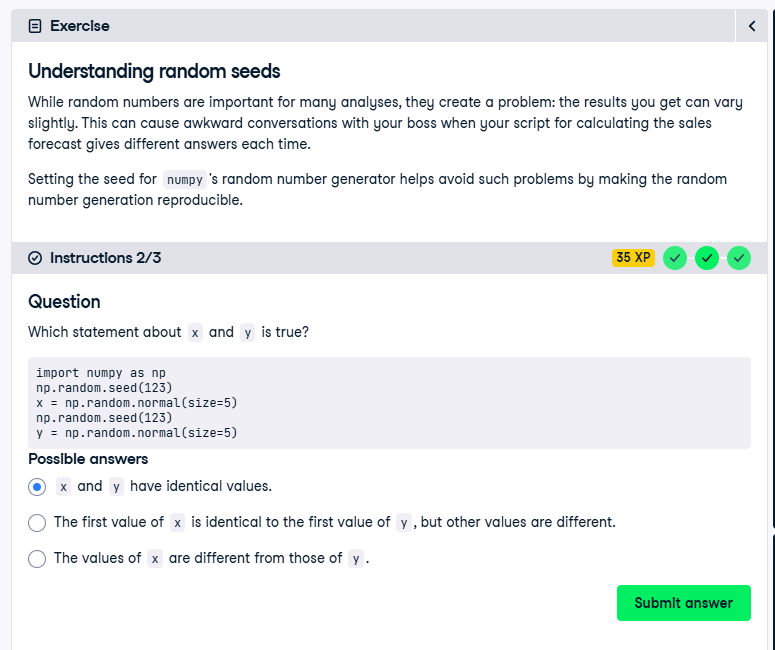 Exercise
Understanding random seeds
While random numbers are important for many analyses, they create a problem: the results you get can vary
slightly. This can cause awkward conversations with your boss when your script for calculating the sales
forecast gives different answers each time.
Setting the seed for numpy's random number generator helps avoid such problems by making the random
number generation reproducible.
Instructions 2/3
35 XP
Question
Which statement about x and y is true?
import numpy as np
np.random.seed(123)
x = np.random.normal(size=5)
np.random.seed(123)
y = np.random.normal(size=5)
Possible answers
x and y have identical values.
The first value of x is identical to the first value of y, but other values are different.
The values of x are different from those of y.
Submit answer